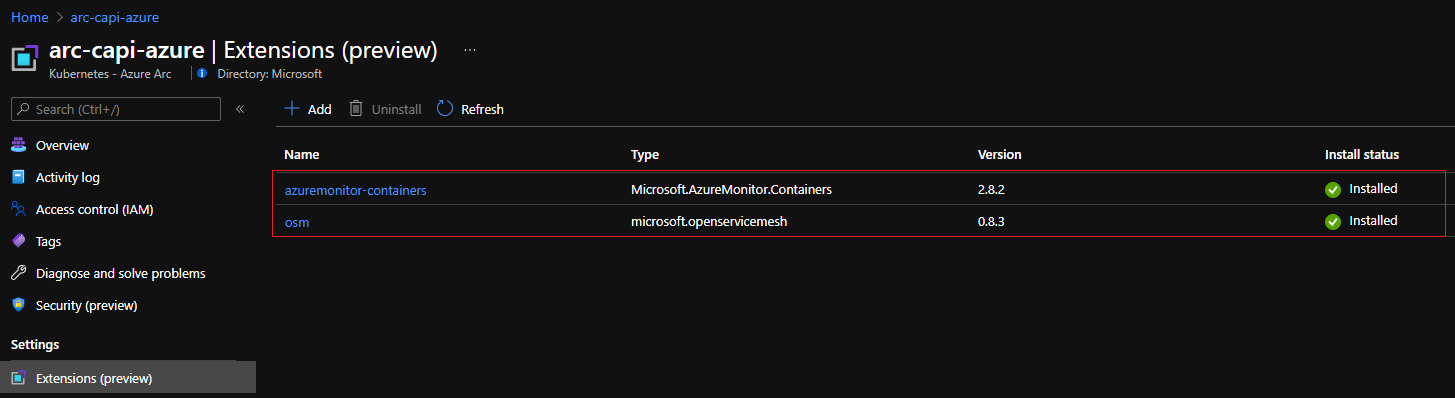 Home > arc-capi-azure
arc-capi-azure | Extensions (preview) ...
Kubernetes - Azure Arc | Directory: Microsoft
Search (Ctrl+/) «
Add Uninstall Refresh
Overview
Activity log
Access control (IAM)
Tags
Diagnose and solve problems
Security (preview)
Settings
Extensions (preview)
Name Type Version Install status
azuremonitor-containers Microsoft.AzureMonitor.Containers 2.8.2 Installed
osm microsoft.openservicemesh 0.8.3 Installed